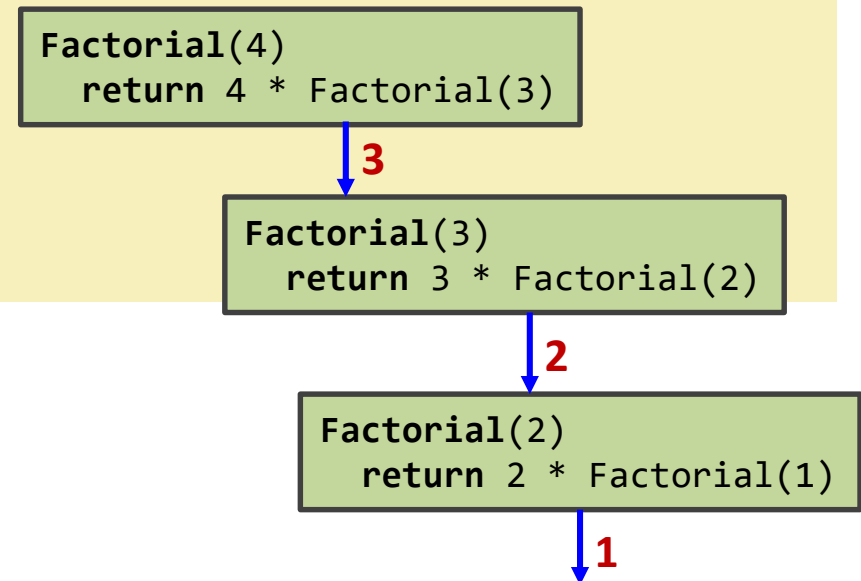 Factorial(4)
return 4 * Factorial(3)
3
Factorial(3)
return 3 * Factorial(2)
2
Factorial(2)
return 2 * Factorial(1)
1